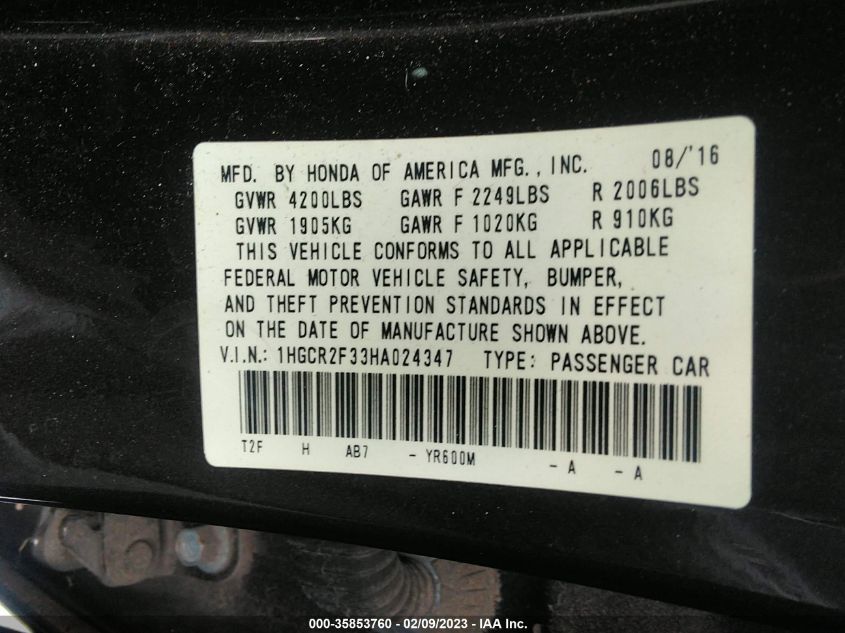 MFD. BY HONDA OF AMERICA MFG., INC. 08/'16
GVWR 4200LBS GAWR F 2249LBS R 2006LBS
GVWR 1905KG GAWR F 1020KG R 910KG
THIS VEHICLE CONFORMS TO ALL APPLICABLE
FEDERAL MOTOR VEHICLE SAFETY, BUMPER,
AND THEFT PREVENTION STANDARDS IN EFFECT
ON THE DATE OF MANUFACTURE SHOWN ABOVE.
V.I.N.: 1HGCR2F33HA024347 TYPE: PASSENGER CAR
T2F H AB7 - YR600M - A - A
000-35853760 - 02/09/2023 - IAA Inc.